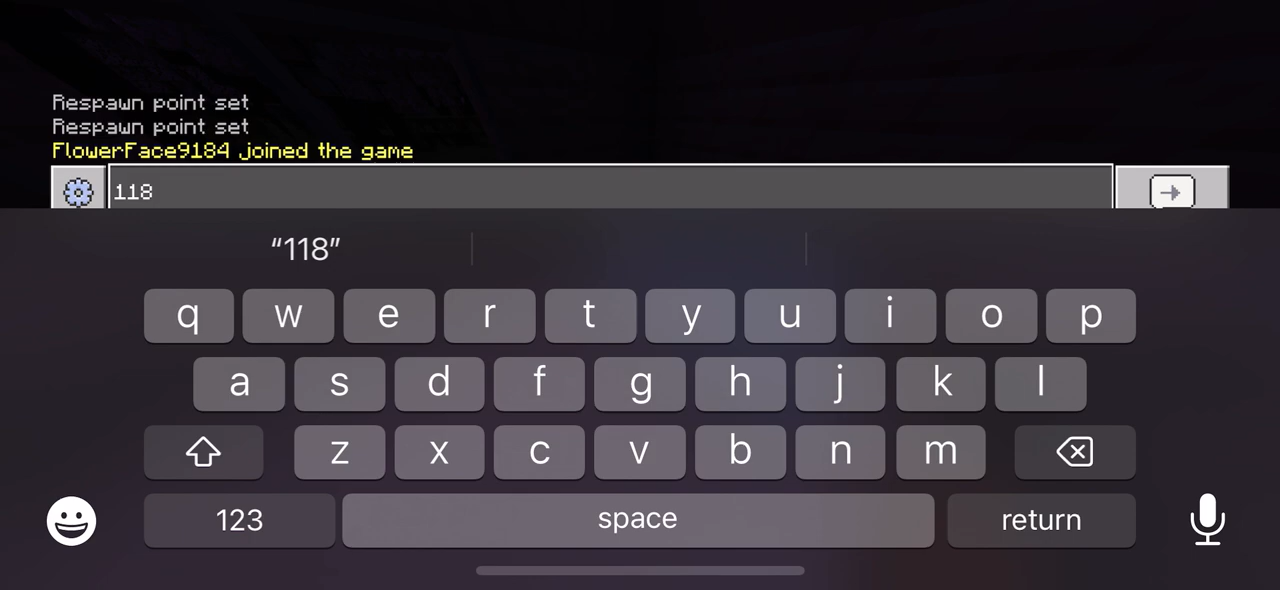 Respawn point set
Respawn point set
FlowerFace9184 joined the game
118
“118”
q w e r t y u i o p
a s d f g h j k l
z x c v b n m
123 space return